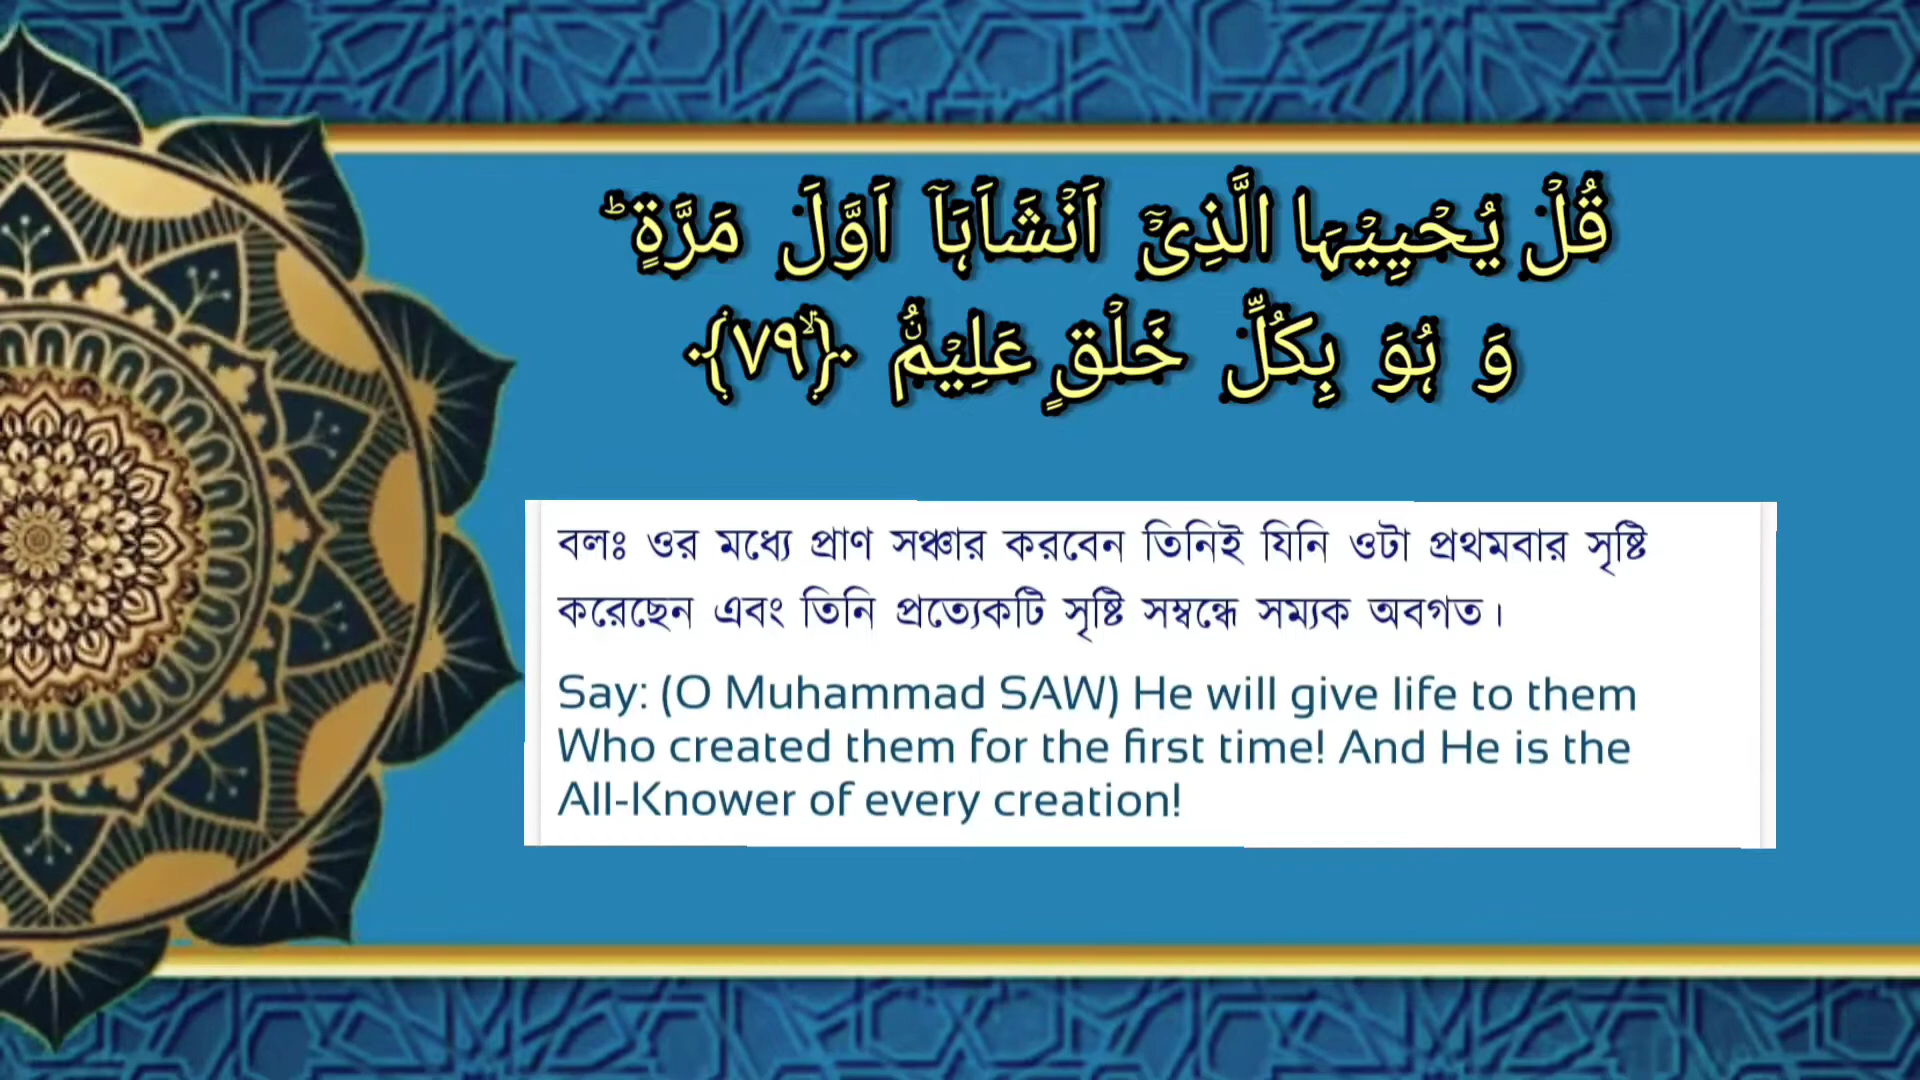 قُلۡ یُحۡیِیۡہَا الَّذِیۡۤ اَنۡشَاَہَاۤ اَوَّلَ مَرَّۃٍ ؕ
وَ ہُوَ بِکُلِّ خَلۡقٍ عَلِیۡمُۨ ﴿ۙ۷۹﴾
বলঃ ওর মধ্যে প্রাণ সঞ্চার করবেন তিনিই যিনি ওটা প্রথমবার সৃষ্টি
করেছেন এবং তিনি প্রত্যেকটি সৃষ্টি সম্বন্ধে সম্যক অবগত।
Say: (O Muhammad SAW) He will give life to them
Who created them for the first time! And He is the
All-Knower of every creation!